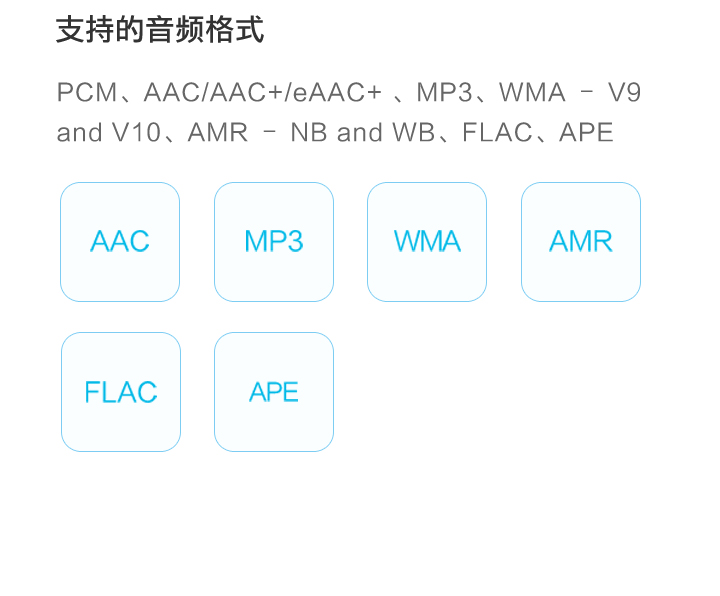 支持的音频格式
PCM、AAC/AAC+/eAAC+ 、MP3、WMA － V9
and V10、AMR － NB and WB、FLAC、APE
AAC
MP3
WMA
AMR
FLAC
APE